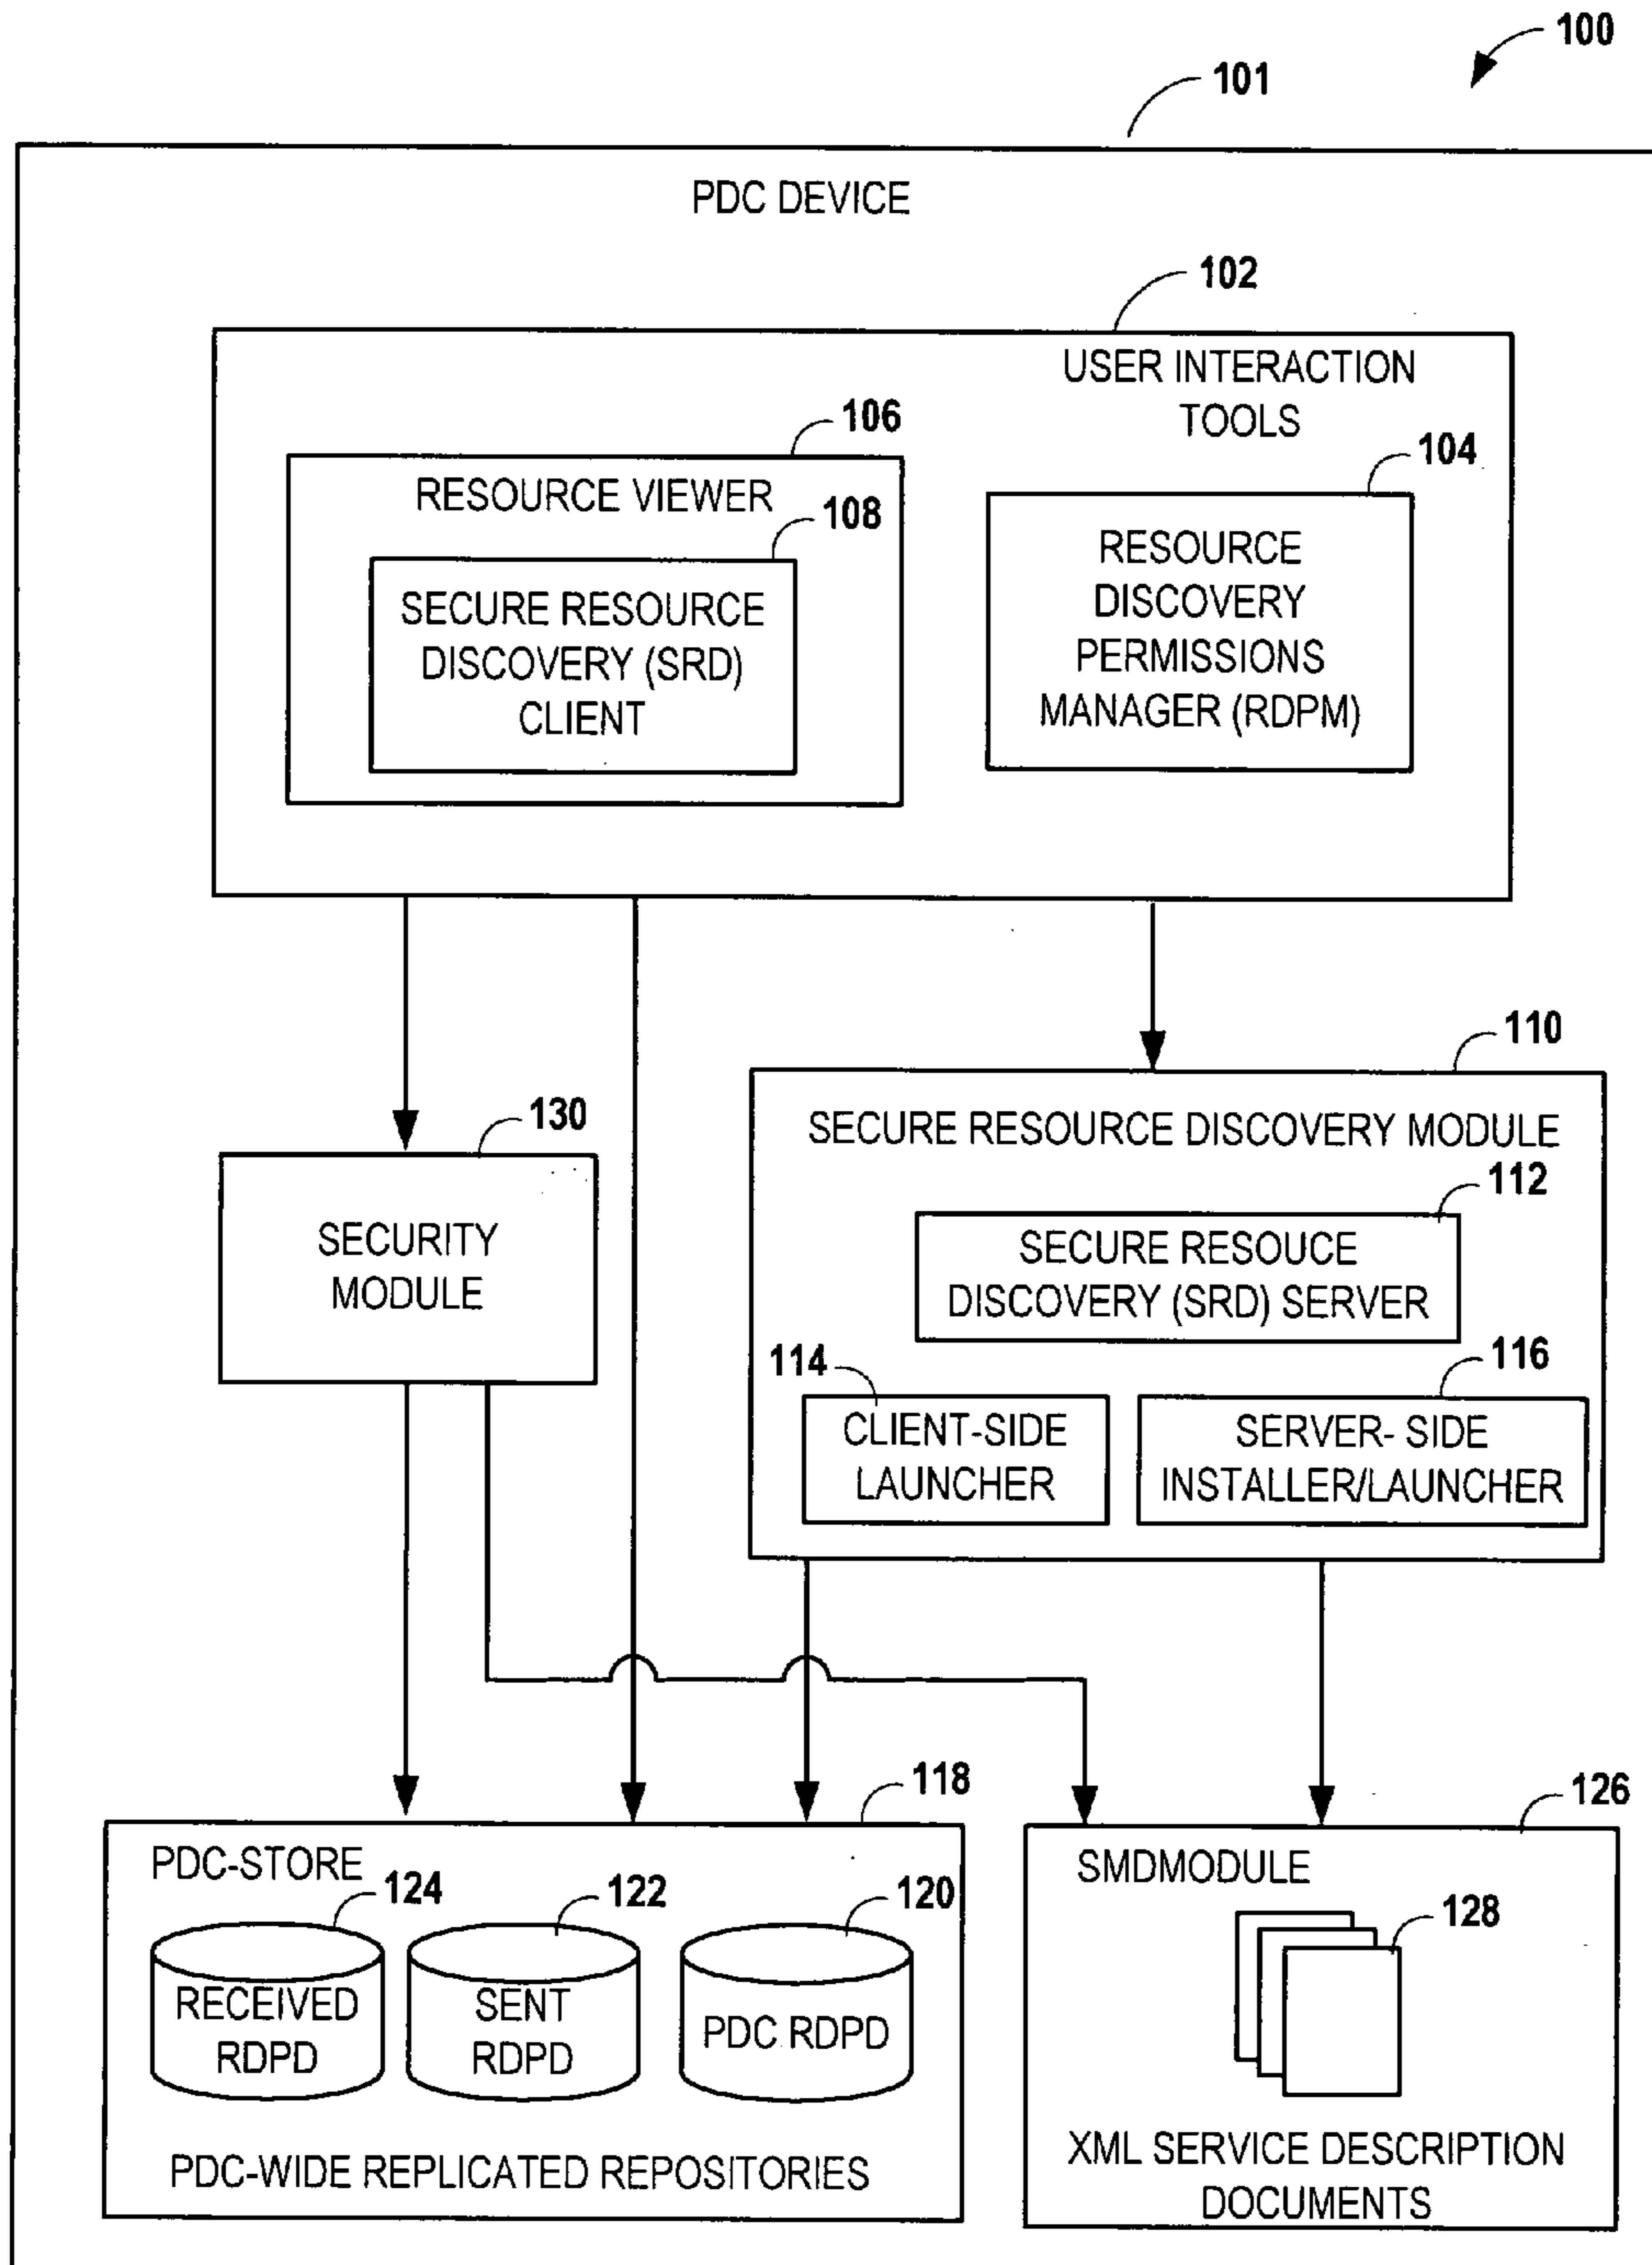 100
101
PDC DEVICE
102
USER INTERACTION
TOOLS
106
RESOURCE VIEWER
108
SECURE RESOURCE
DISCOVERY (SRD)
CLIENT
104
RESOURCE
DISCOVERY
PERMISSIONS
MANAGER (RDPM)
110
SECURE RESOURCE DISCOVERY MODULE
112
SECURE RESOUCE
DISCOVERY (SRD) SERVER
114
CLIENT-SIDE
LAUNCHER
116
SERVER- SIDE
INSTALLER/LAUNCHER
130
SECURITY
MODULE
118
PDC-STORE
124
RECEIVED
RDPD
122
SENT
RDPD
120
PDC RDPD
PDC-WIDE REPLICATED REPOSITORIES
126
SMDMODULE
128
XML SERVICE DESCRIPTION
DOCUMENTS